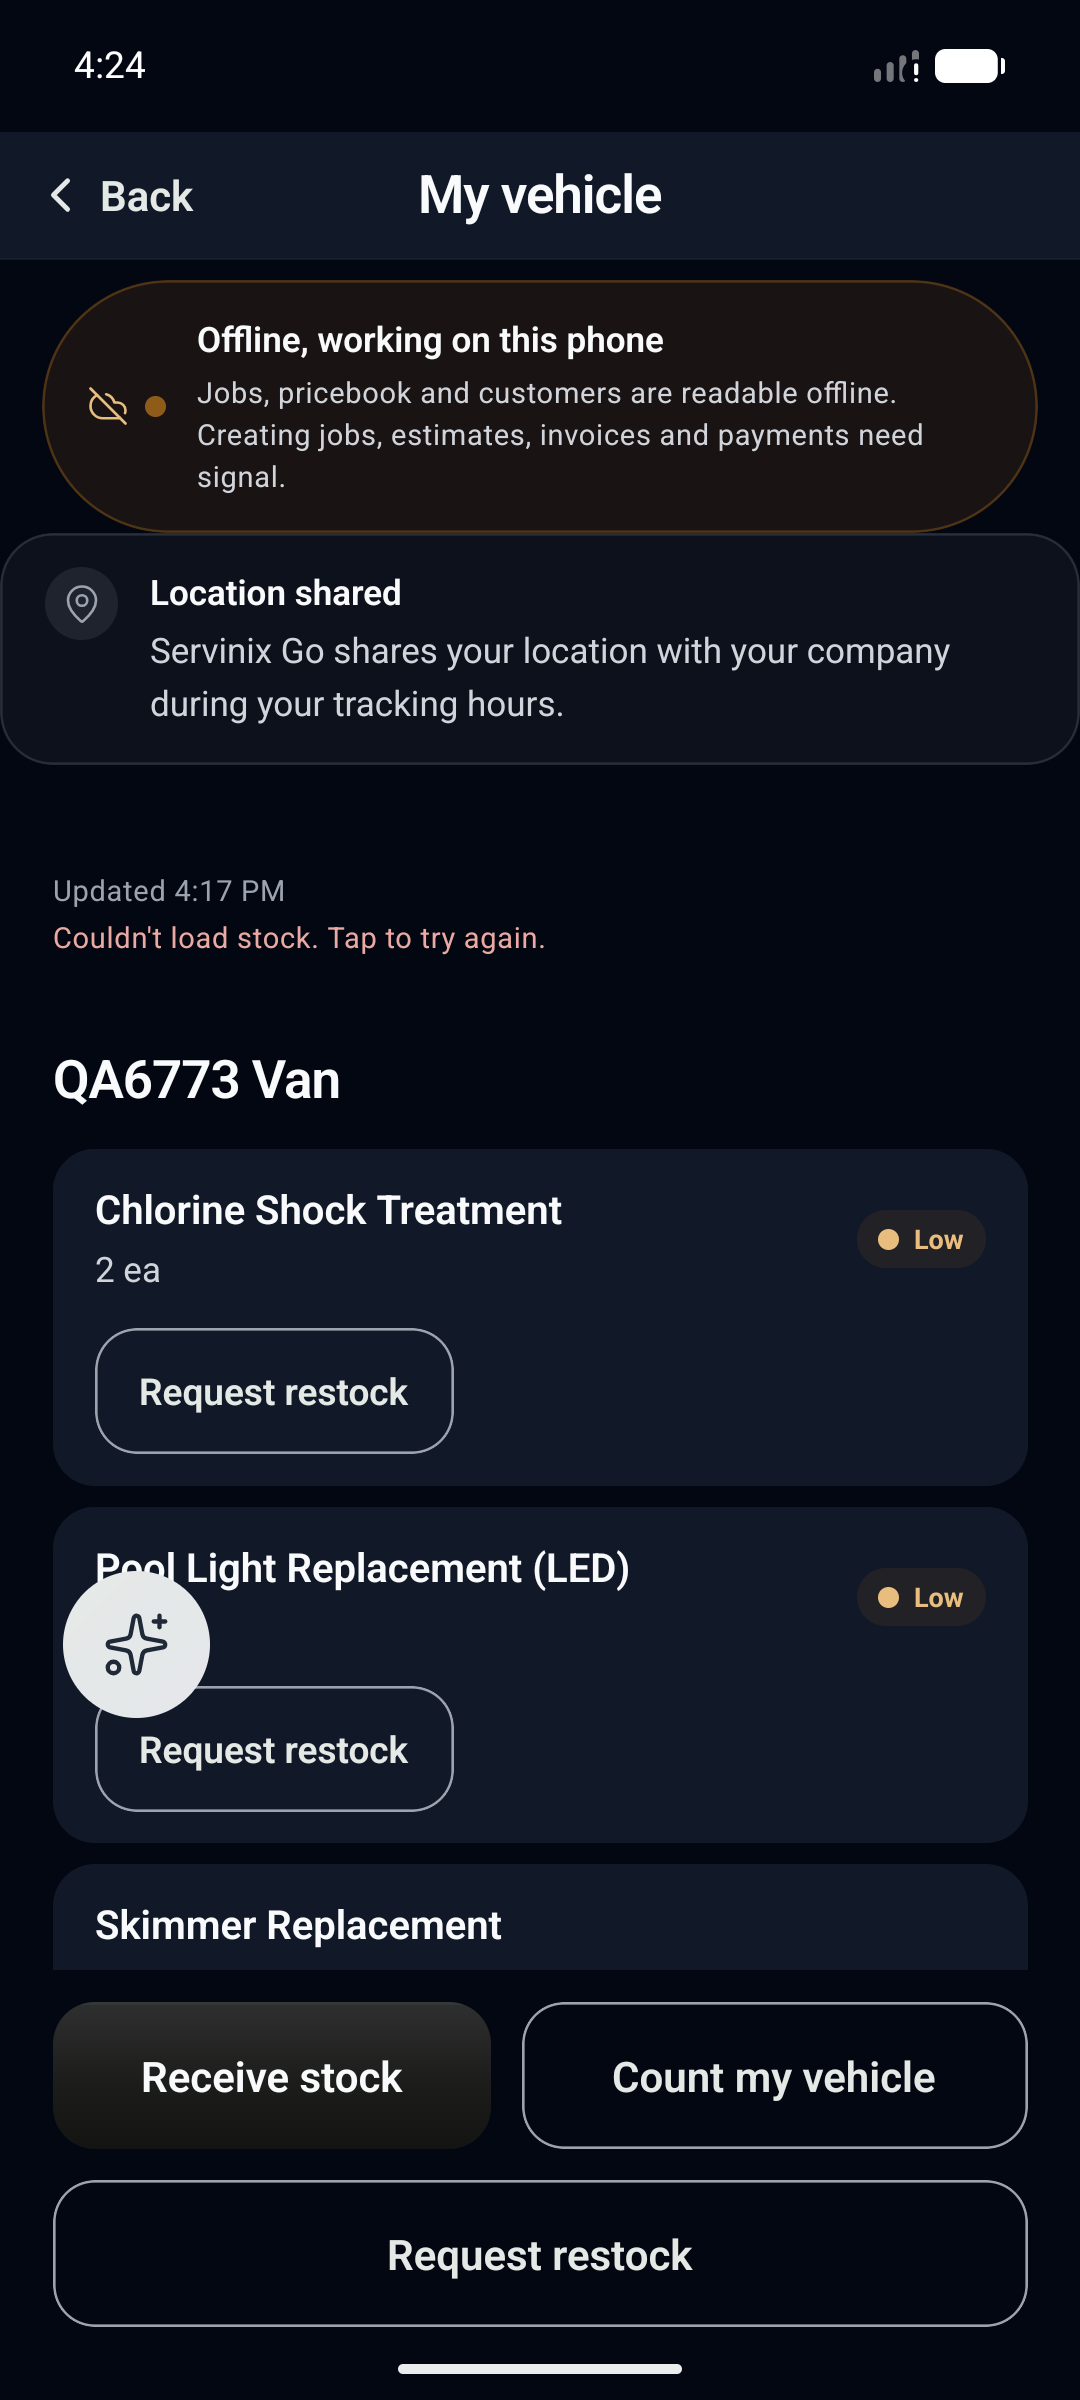 4:24
Back
My vehicle
Offline, working on this phone
Jobs, pricebook and customers are readable offline.
Creating jobs, estimates, invoices and payments need
signal.
Location shared
Servinix Go shares your location with your company
during your tracking hours.
Updated 4:17 PM
Couldn't load stock. Tap to try again.
QA6773 Van
Chlorine Shock Treatment
Low
2 ea
Request restock
Pool Light Replacement (LED)
Low
Request restock
Skimmer Replacement
Receive stock
Count my vehicle
Request restock